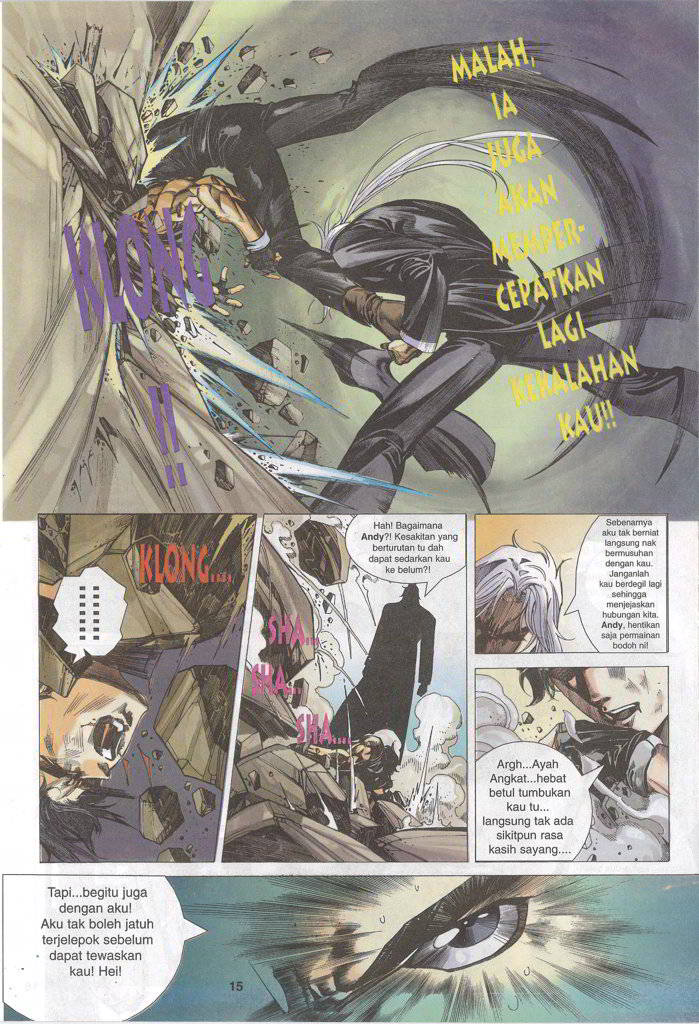 MALAH,
IA
JUGA
AKAN
MEMPER-
CEPATKAN
LAGI
KEKALAHAN
KAU!!
KLONG
!!
KLONG....
!!!!!!
Hah! Bagaimana
Andy?! Kesakitan yang
berturutan tu dah
dapat sedarkan kau
ke belum?!
SHA...
SHA...
SHA...
Sebenarnya
aku tak berniat
langsung nak
bermusuhan
dengan kau.
Janganlah
kau berdegil lagi
sehingga
menjejaskan
hubungan kita.
Andy, hentikan
saja permainan
bodoh ni!
Argh...Ayah
Angkat...hebat
betul tumbukan
kau tu...
langsung tak ada
sikitpun rasa
kasih sayang....
Tapi...begitu juga
dengan aku!
Aku tak boleh jatuh
terjelepok sebelum
dapat tewaskan
kau! Hei!
15